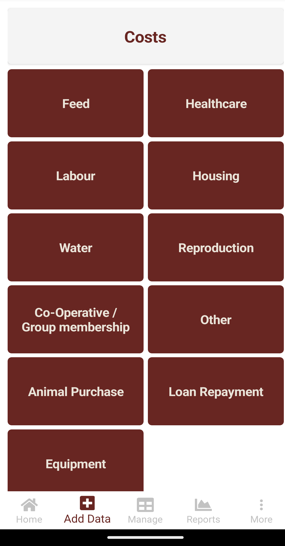 Costs
Feed
Healthcare
Labour
Housing
Water
Reproduction
Co-Operative /
Group membership
Other
Animal Purchase
Loan Repayment
Equipment
Home
Add Data
Manage
Reports
More